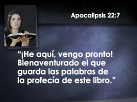 Apocalipsis 22:7
"¡He aquí, vengo pronto!
Bienaventurado el que
guarda las palabras de
la profecía de este libro."